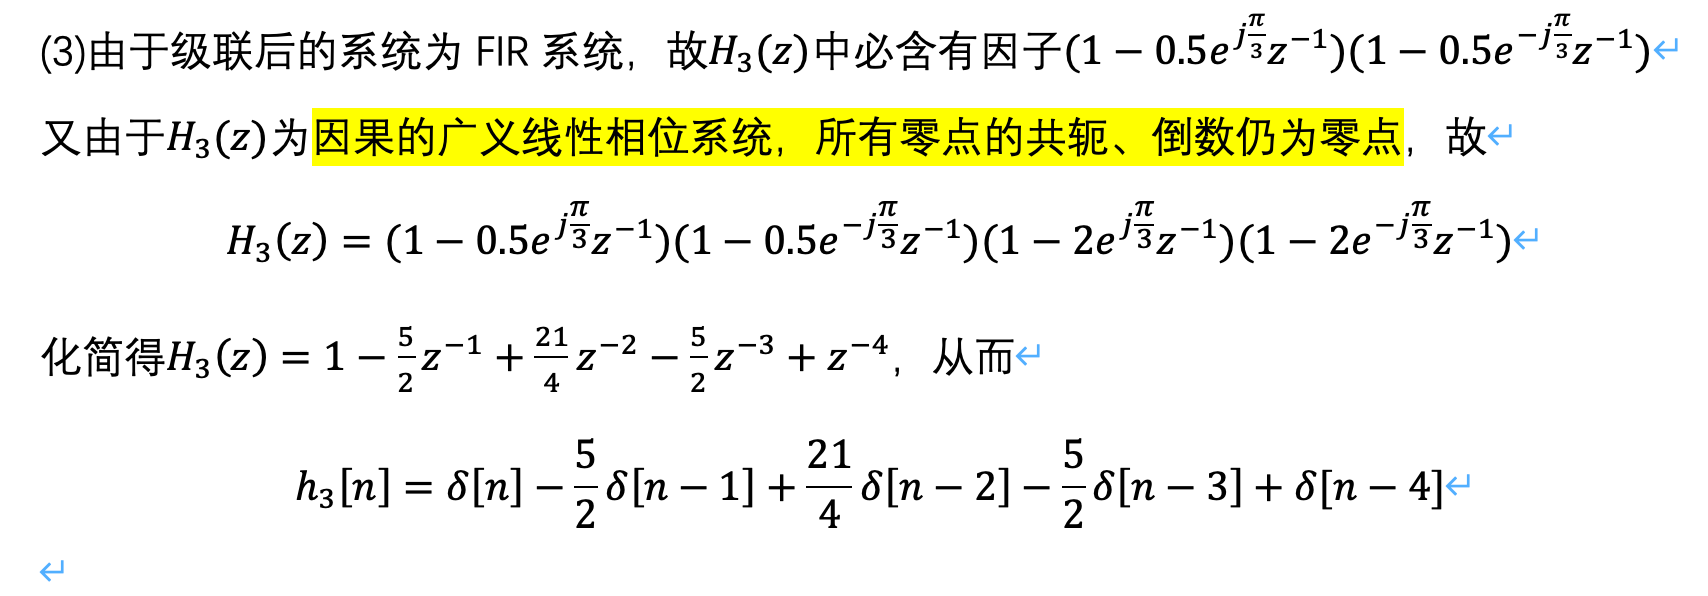 (3)由于级联后的系统为 FIR 系统，故$H_3(z)$中必含有因子$(1-0.5e^{j\frac{\pi}{3}}z^{-1})(1-0.5e^{-j\frac{\pi}{3}}z^{-1})$↵
又由于$H_3(z)$为因果的广义线性相位系统，所有零点的共轭、倒数仍为零点，故↵
$H_3(z)=(1-0.5e^{j\frac{\pi}{3}}z^{-1})(1-0.5e^{-j\frac{\pi}{3}}z^{-1})(1-2e^{j\frac{\pi}{3}}z^{-1})(1-2e^{-j\frac{\pi}{3}}z^{-1})$↵
化简得$H_3(z)=1-\frac{5}{2}z^{-1}+\frac{21}{4}z^{-2}-\frac{5}{2}z^{-3}+z^{-4}$，从而↵
$h_3[n]=\delta[n]-\frac{5}{2}\delta[n-1]+\frac{21}{4}\delta[n-2]-\frac{5}{2}\delta[n-3]+\delta[n-4]$↵
↵